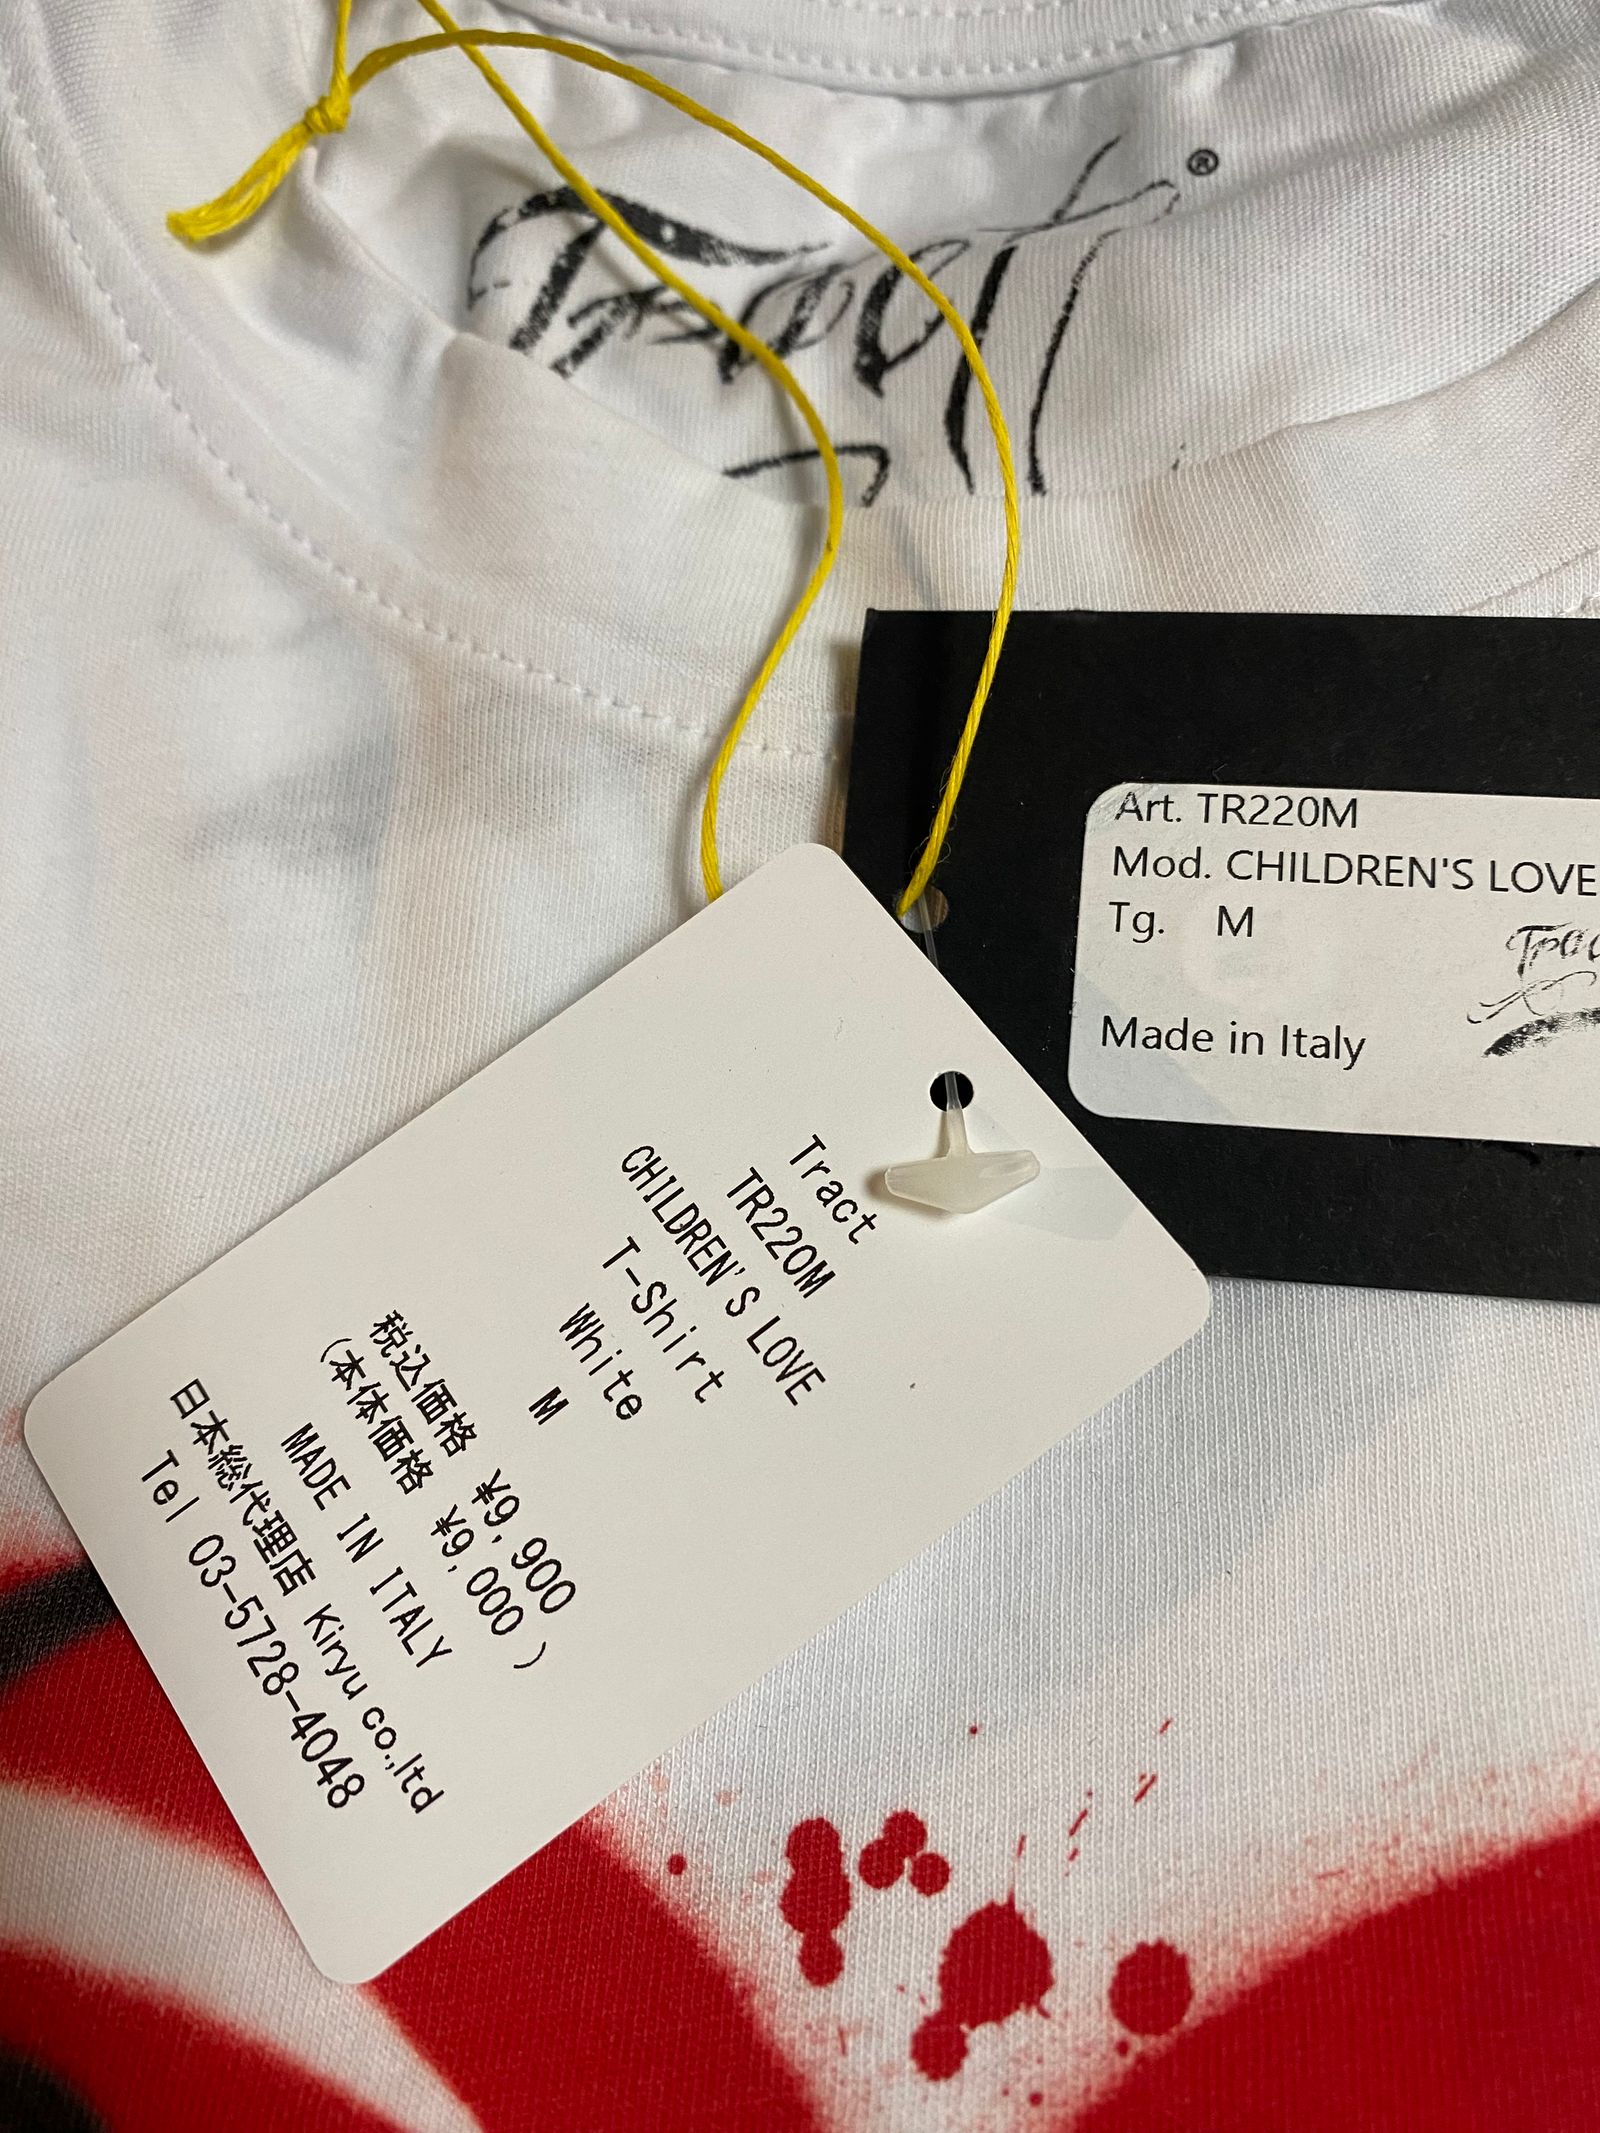 Tract
®
Art. TR220M
Mod. CHILDREN'S LOVE
Tg. M
Made in Italy
Tract
TR220M
CHILDREN'S LOVE
T-Shirt
White
M
税込価格 ¥9,900
(本体価格 ¥9,000 )
MADE IN ITALY
日本総代理店 Kiryu co.,ltd
Tel 03-5728-4048